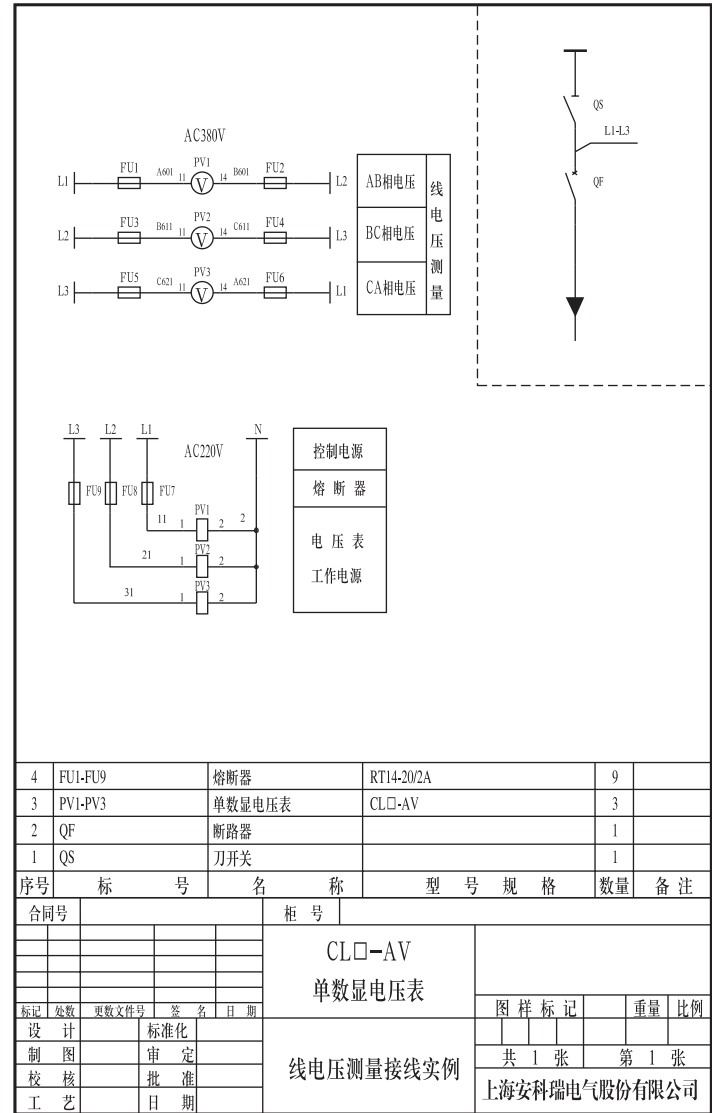 QS
L1-L3
QF
AC380V
L1 FU1 A601 11 PV1 V 14 B601 FU2 L2
L2 FU3 B611 11 PV2 V 14 C611 FU4 L3
L3 FU5 C621 11 PV3 V 14 A621 FU6 L1
AB相电压
BC相电压
CA相电压
线电压测量
L3 L2 L1 N
AC220V
FU9 FU8 FU7
11 1 PV1 2 2
21 1 PV2 2
31 1 PV3 2
控制电源
熔断器
电压表
工作电源
4 FU1-FU9 熔断器 RT14-20/2A 9
3 PV1-PV3 单数显电压表 CL□-AV 3
2 QF 断路器 1
1 QS 刀开关 1
序号 标号 名称 型号规格 数量 备注
合同号 柜号
CL□-AV
单数显电压表
标记 处数 更数文件号 签名 日期
图样标记 重量 比例
设计 标准化
制图 审定
校核 批准
工艺 日期
线电压测量接线实例
共 1 张 第 1 张
上海安科瑞电气股份有限公司